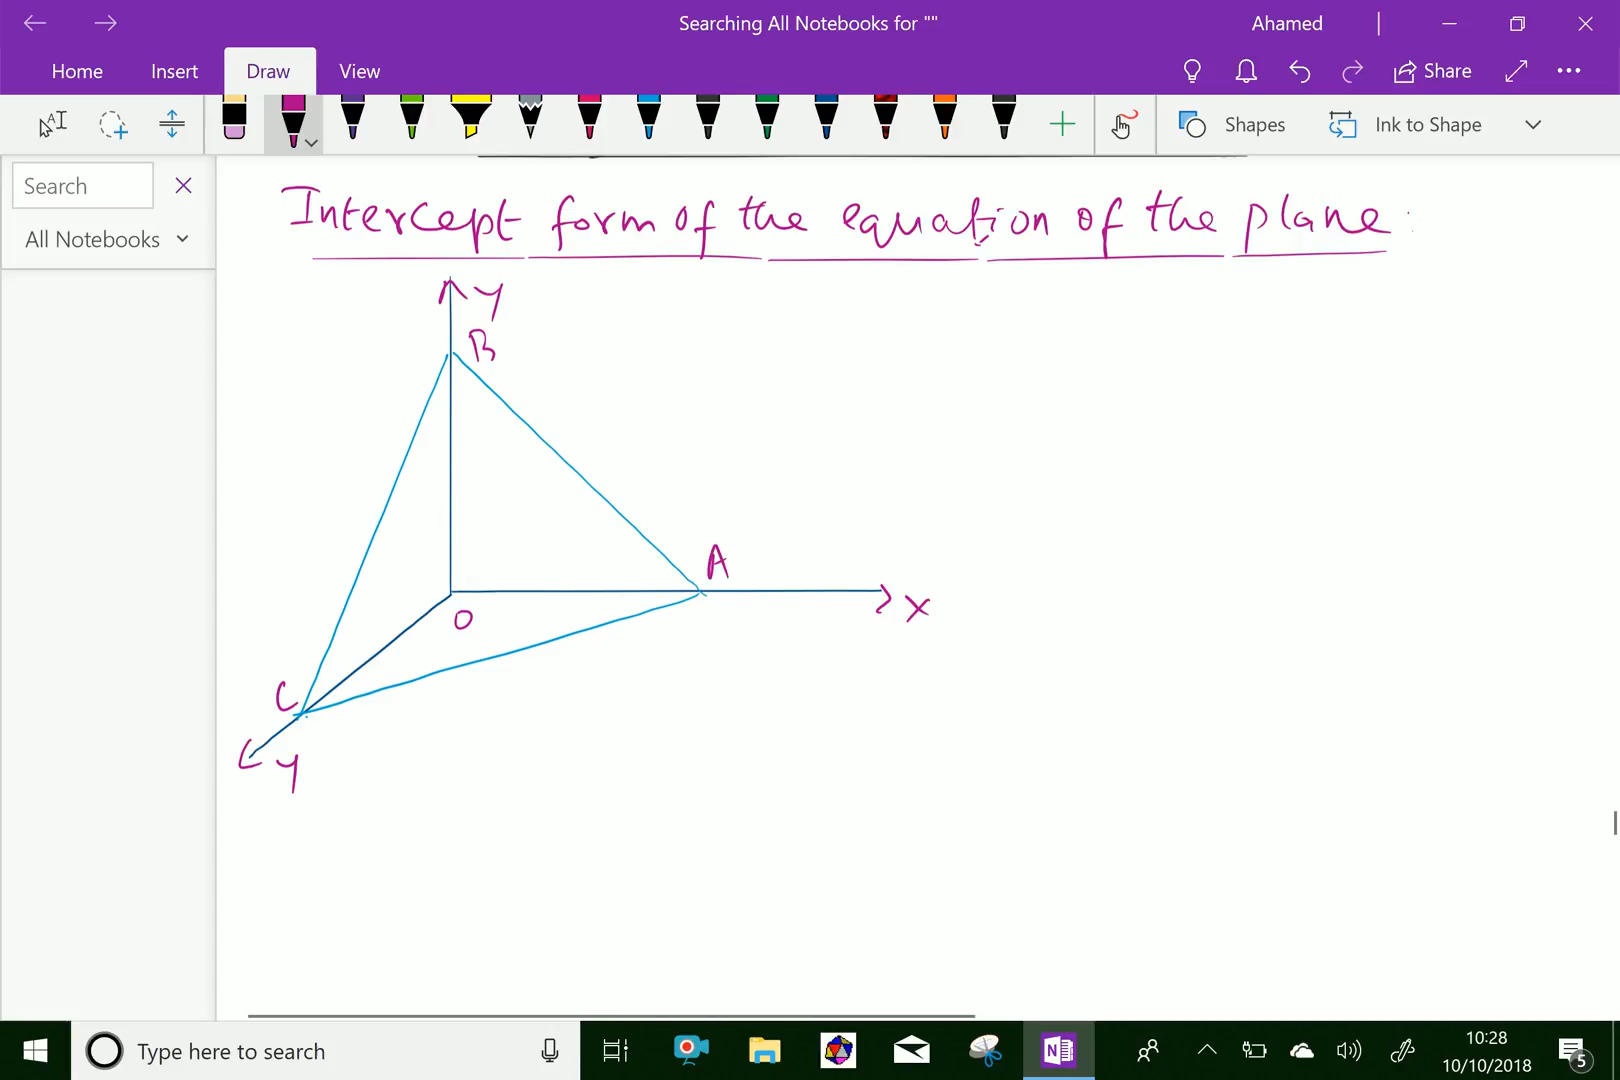 Searching All Notebooks for ""
Ahamed
Home Insert Draw View
Share
Shapes
Ink to Shape
Search
All Notebooks
Intercept form of the equation of the plane:
Y
B
A
O
X
C
Y
Type here to search
10:28
10/10/2018
5